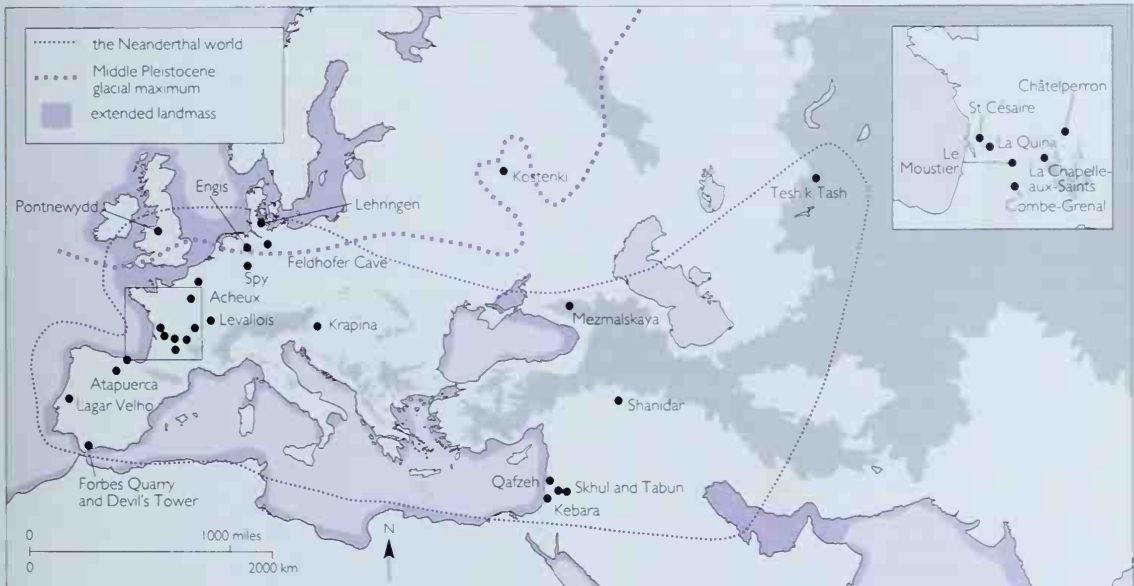 the Neanderthal world
Middle Pleistocene
glacial maximum
extended landmass
Châtelperron
St Césaire
La Quina
Le
Moustier
La Chapelle-
aux-Saints
Combe-Grenal
Kostenki
Teshik Tash
Engis
Lehringen
Pontnewydd
Feldhofer Cave
Spy
Acheux
Levallois
Krapina
Mezmaiskaya
Atapuerca
Lagar Velho
Shanidar
Forbes Quarry
and Devil's Tower
Qafzeh
Skhul and Tabun
Kebara
N
0 1000 miles
0 2000 km